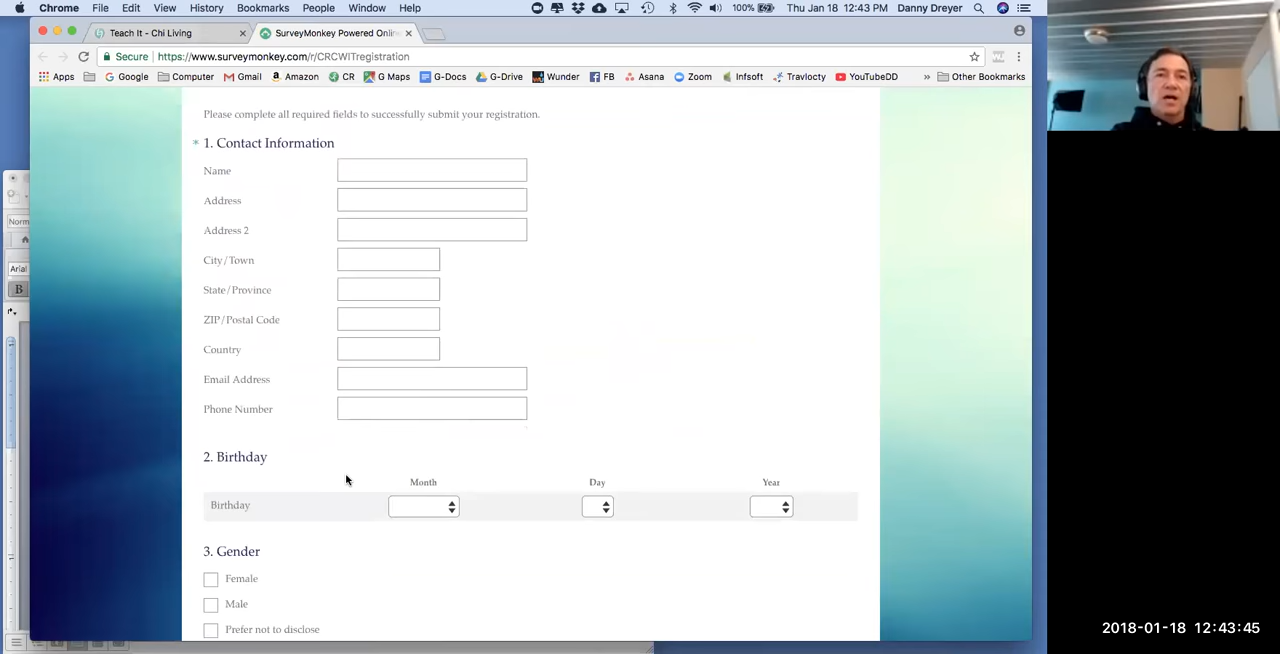 Chrome File Edit View History Bookmarks People Window Help 100% Thu Jan 18 12:43 PM Danny Dreyer
Teach It - Chi Living
SurveyMonkey Powered Onlin
Secure https://www.surveymonkey.com/r/CRCWITregistration
Apps Google Computer Gmail Amazon CR G Maps G-Docs G-Drive Wunder FB Asana Zoom Infsoft Travlocty YouTubeDD » Other Bookmarks
Please complete all required fields to successfully submit your registration.
* 1. Contact Information
Name
Address
Address 2
City/Town
State/Province
ZIP/Postal Code
Country
Email Address
Phone Number
2. Birthday
Month Day Year
Birthday
3. Gender
Female
Male
Prefer not to disclose
Norm
Arial
B
2018-01-18 12:43:45